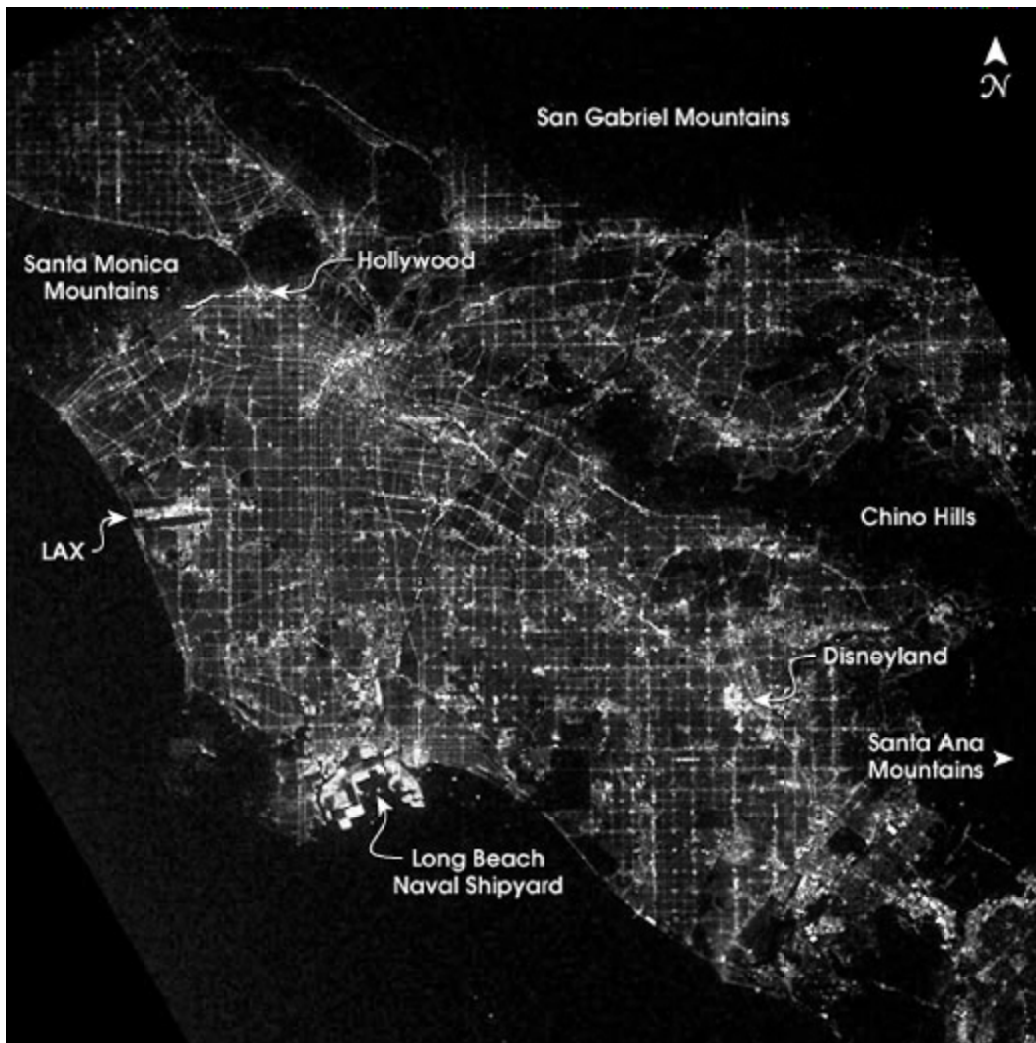 N
San Gabriel Mountains
Santa Monica
Mountains
Hollywood
LAX
Chino Hills
Disneyland
Santa Ana
Mountains
Long Beach
Naval Shipyard